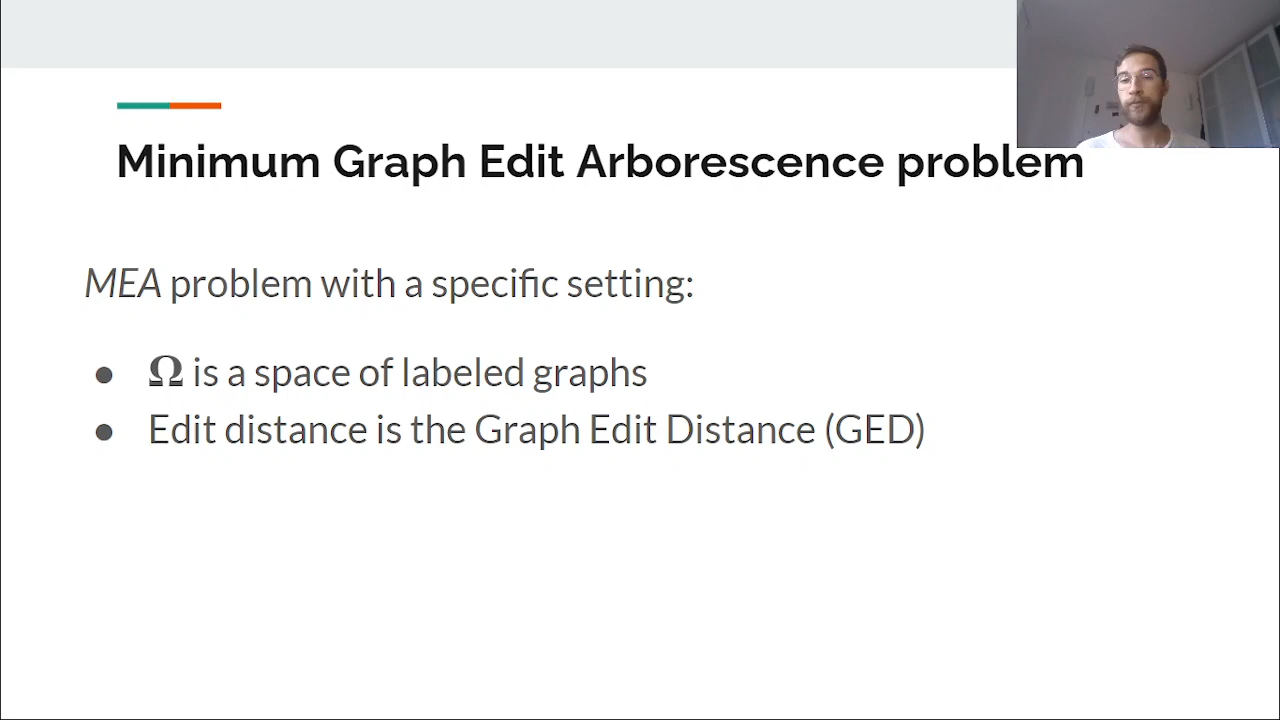 Minimum Graph Edit Arborescence problem
MEA problem with a specific setting:
● Ω is a space of labeled graphs
● Edit distance is the Graph Edit Distance (GED)